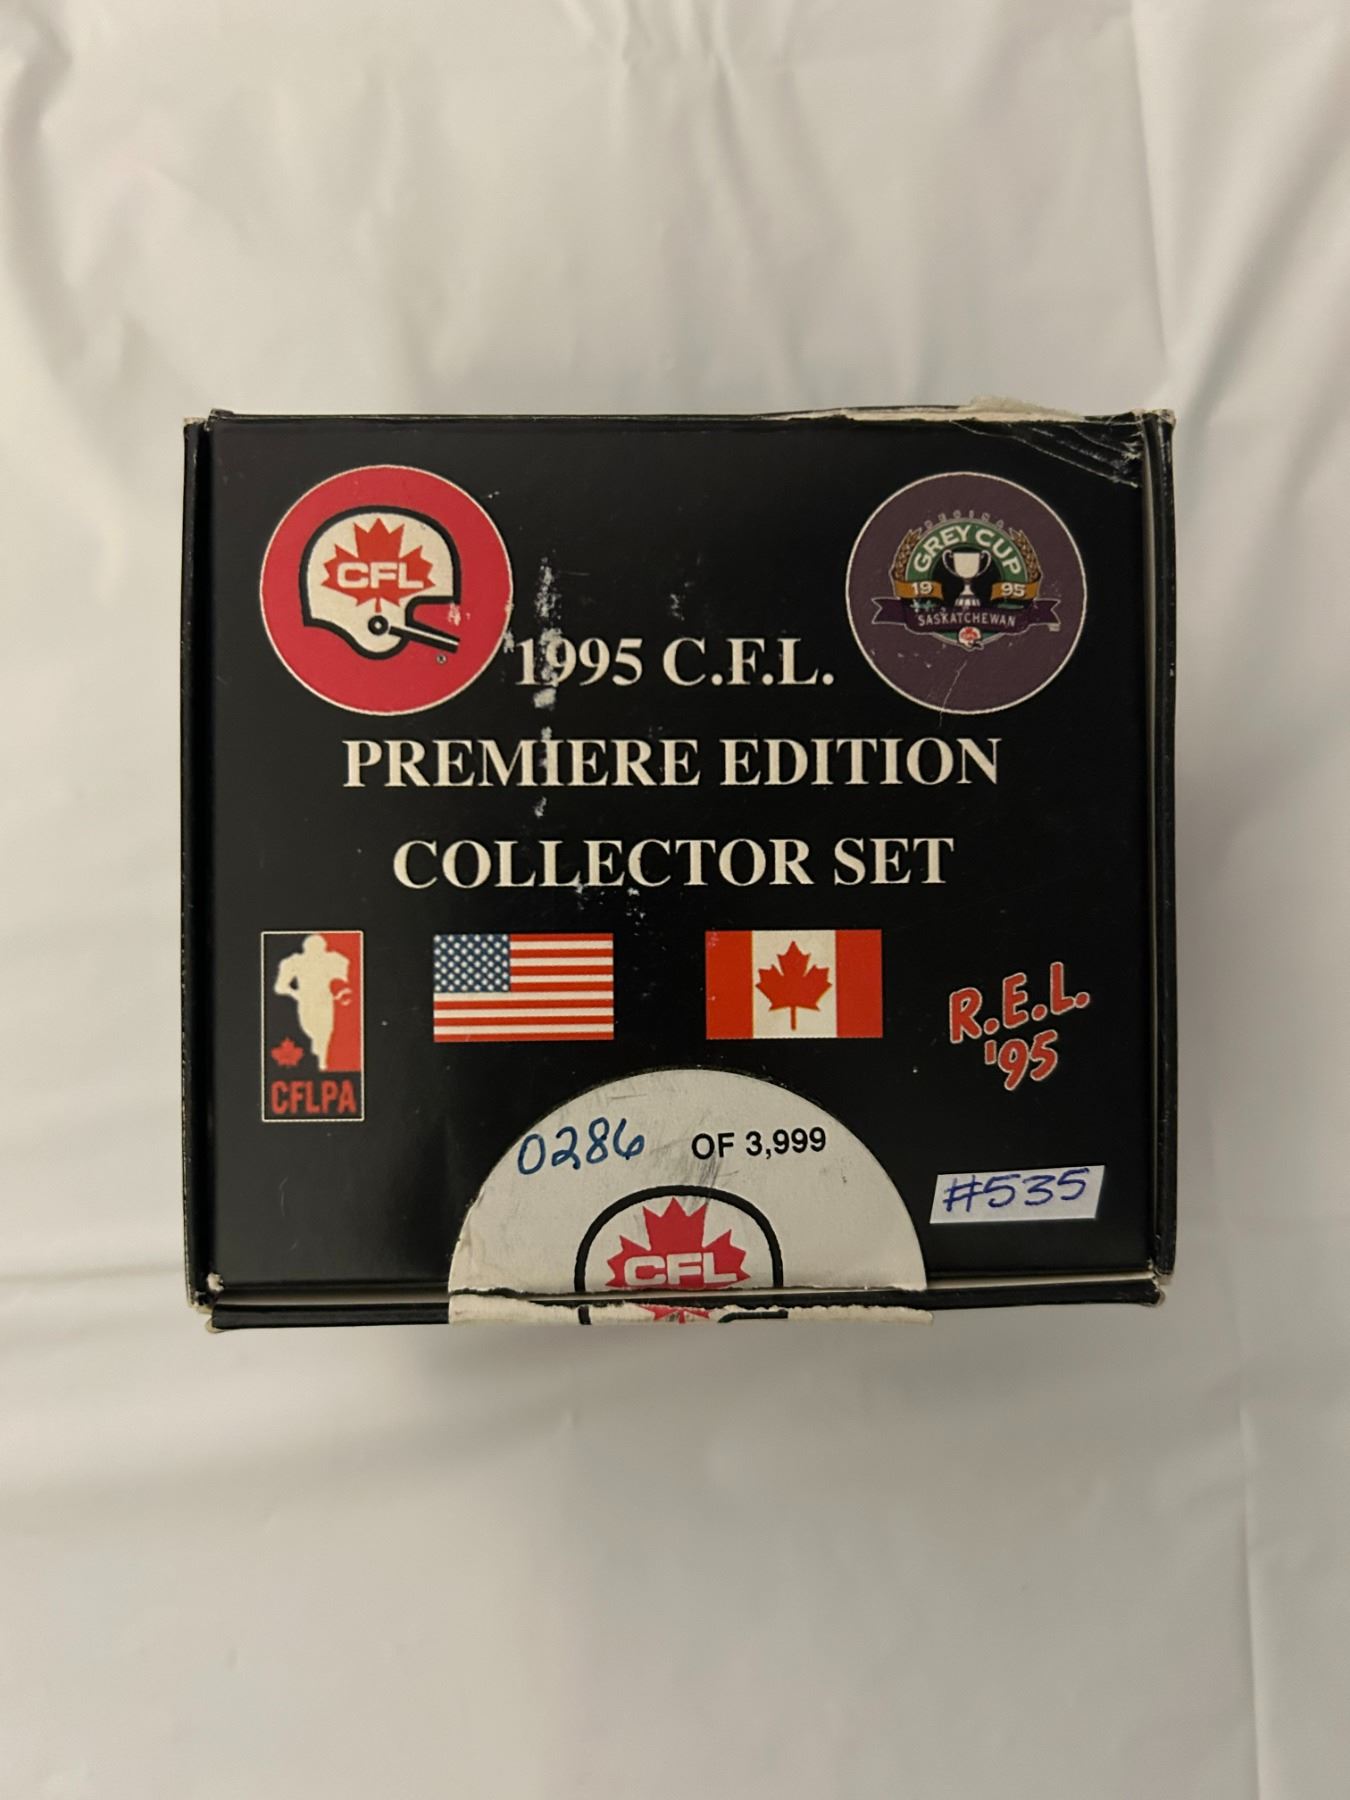 CFL
®
REGINA
GREY CUP
19 95
SASKATCHEWAN
1995 C.F.L.
PREMIERE EDITION
COLLECTOR SET
CFLPA
R.E.L.
'95
0286 OF 3,999
#535
CFL